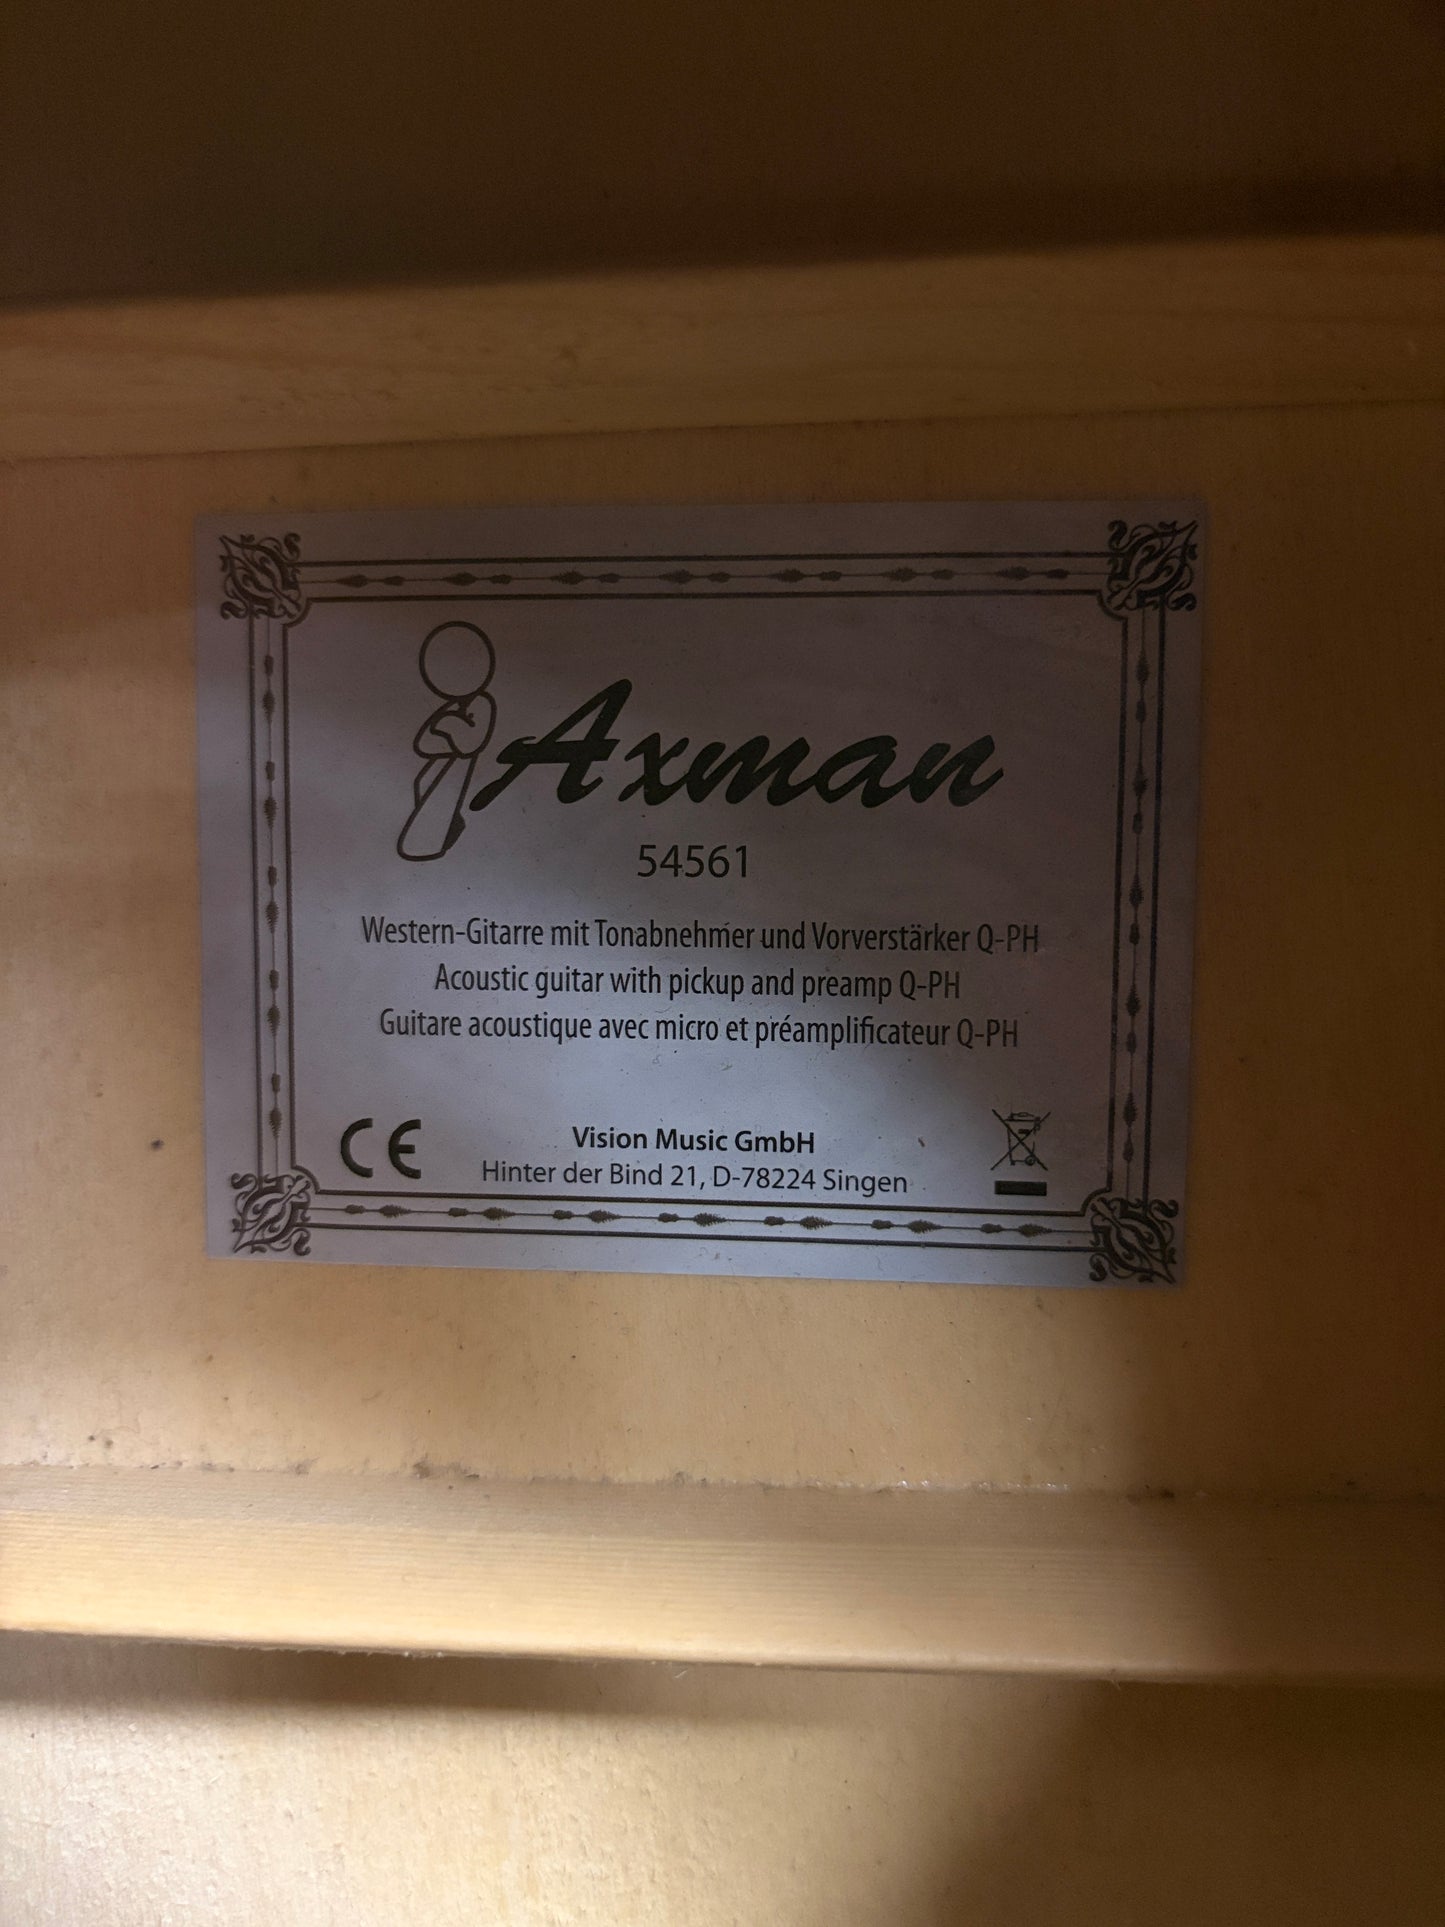 Axman
54561
Western-Gitarre mit Tonabnehmer und Vorverstärker Q-PH
Acoustic guitar with pickup and preamp Q-PH
Guitare acoustique avec micro et préamplificateur Q-PH
CE
Vision Music GmbH
Hinter der Bind 21, D-78224 Singen